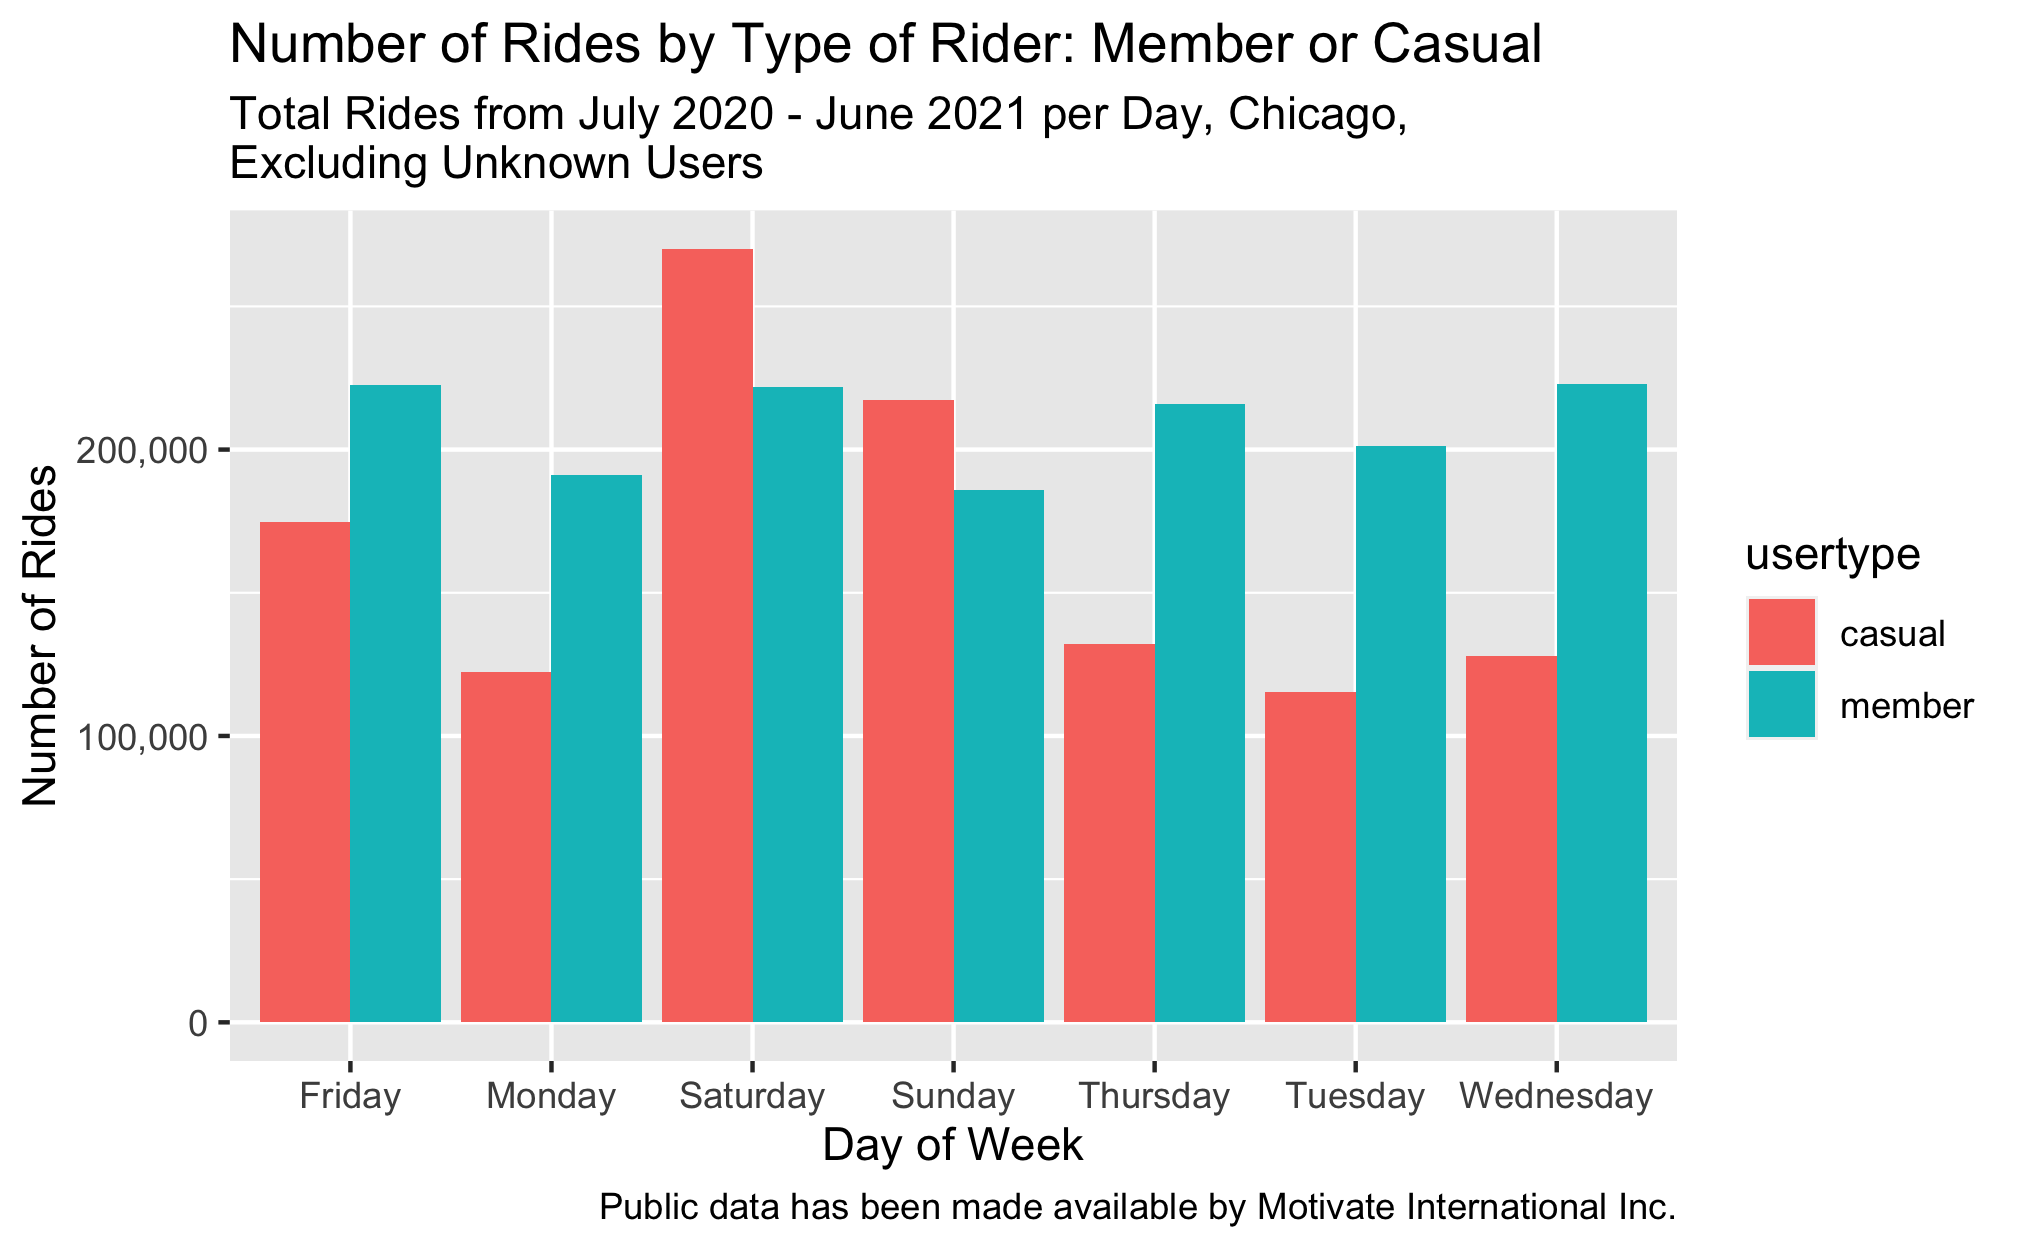 Number of Rides by Type of Rider: Member or Casual
Total Rides from July 2020 - June 2021 per Day, Chicago,
Excluding Unknown Users
Number of Rides
200,000
100,000
0
Friday Monday Saturday Sunday Thursday Tuesday Wednesday
Day of Week
usertype
casual
member
Public data has been made available by Motivate International Inc.